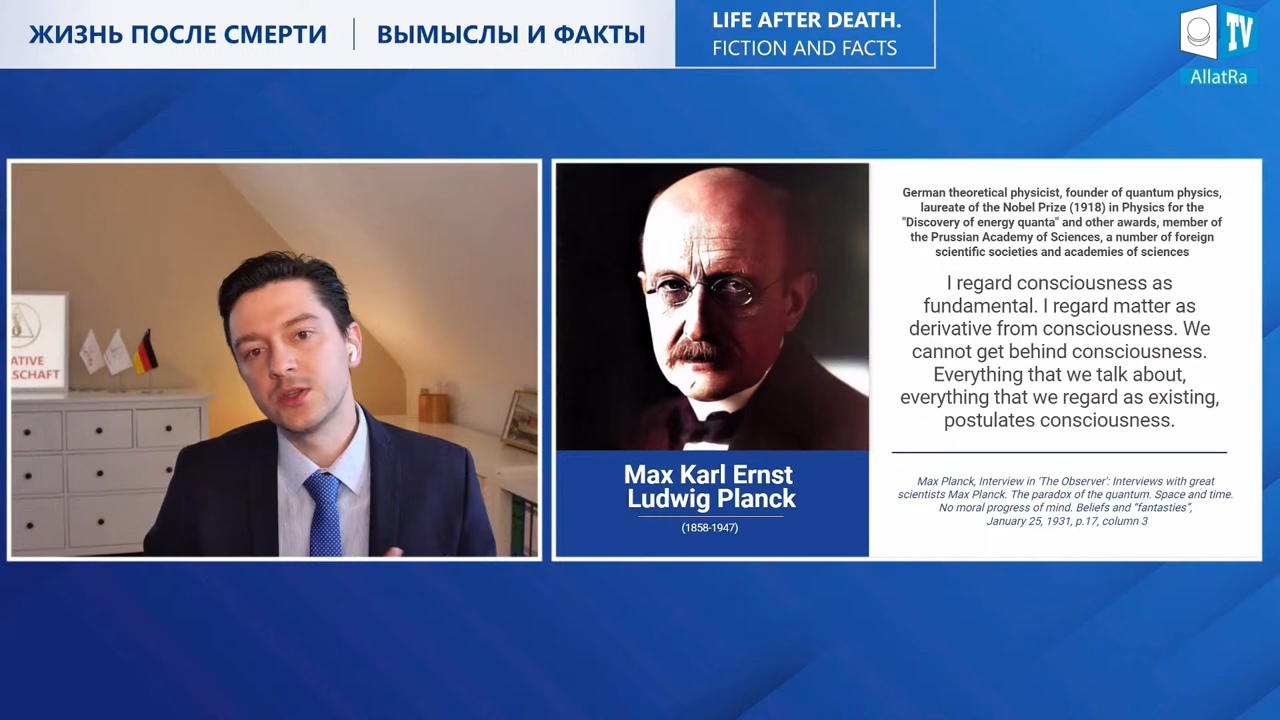 ЖИЗНЬ ПОСЛЕ СМЕРТИ
ВЫМЫСЛЫ И ФАКТЫ
LIFE AFTER DEATH.
FICTION AND FACTS
TV
AllatRa
ATIVE
SCHAFT
German theoretical physicist, founder of quantum physics,
laureate of the Nobel Prize (1918) in Physics for the
"Discovery of energy quanta" and other awards, member of
the Prussian Academy of Sciences, a number of foreign
scientific societies and academies of sciences
I regard consciousness as
fundamental. I regard matter as
derivative from consciousness. We
cannot get behind consciousness.
Everything that we talk about,
everything that we regard as existing,
postulates consciousness.
Max Planck, Interview in 'The Observer': Interviews with great
scientists Max Planck. The paradox of the quantum. Space and time.
No moral progress of mind. Beliefs and "fantasties",
January 25, 1931, p.17, column 3
Max Karl Ernst
Ludwig Planck
(1858-1947)